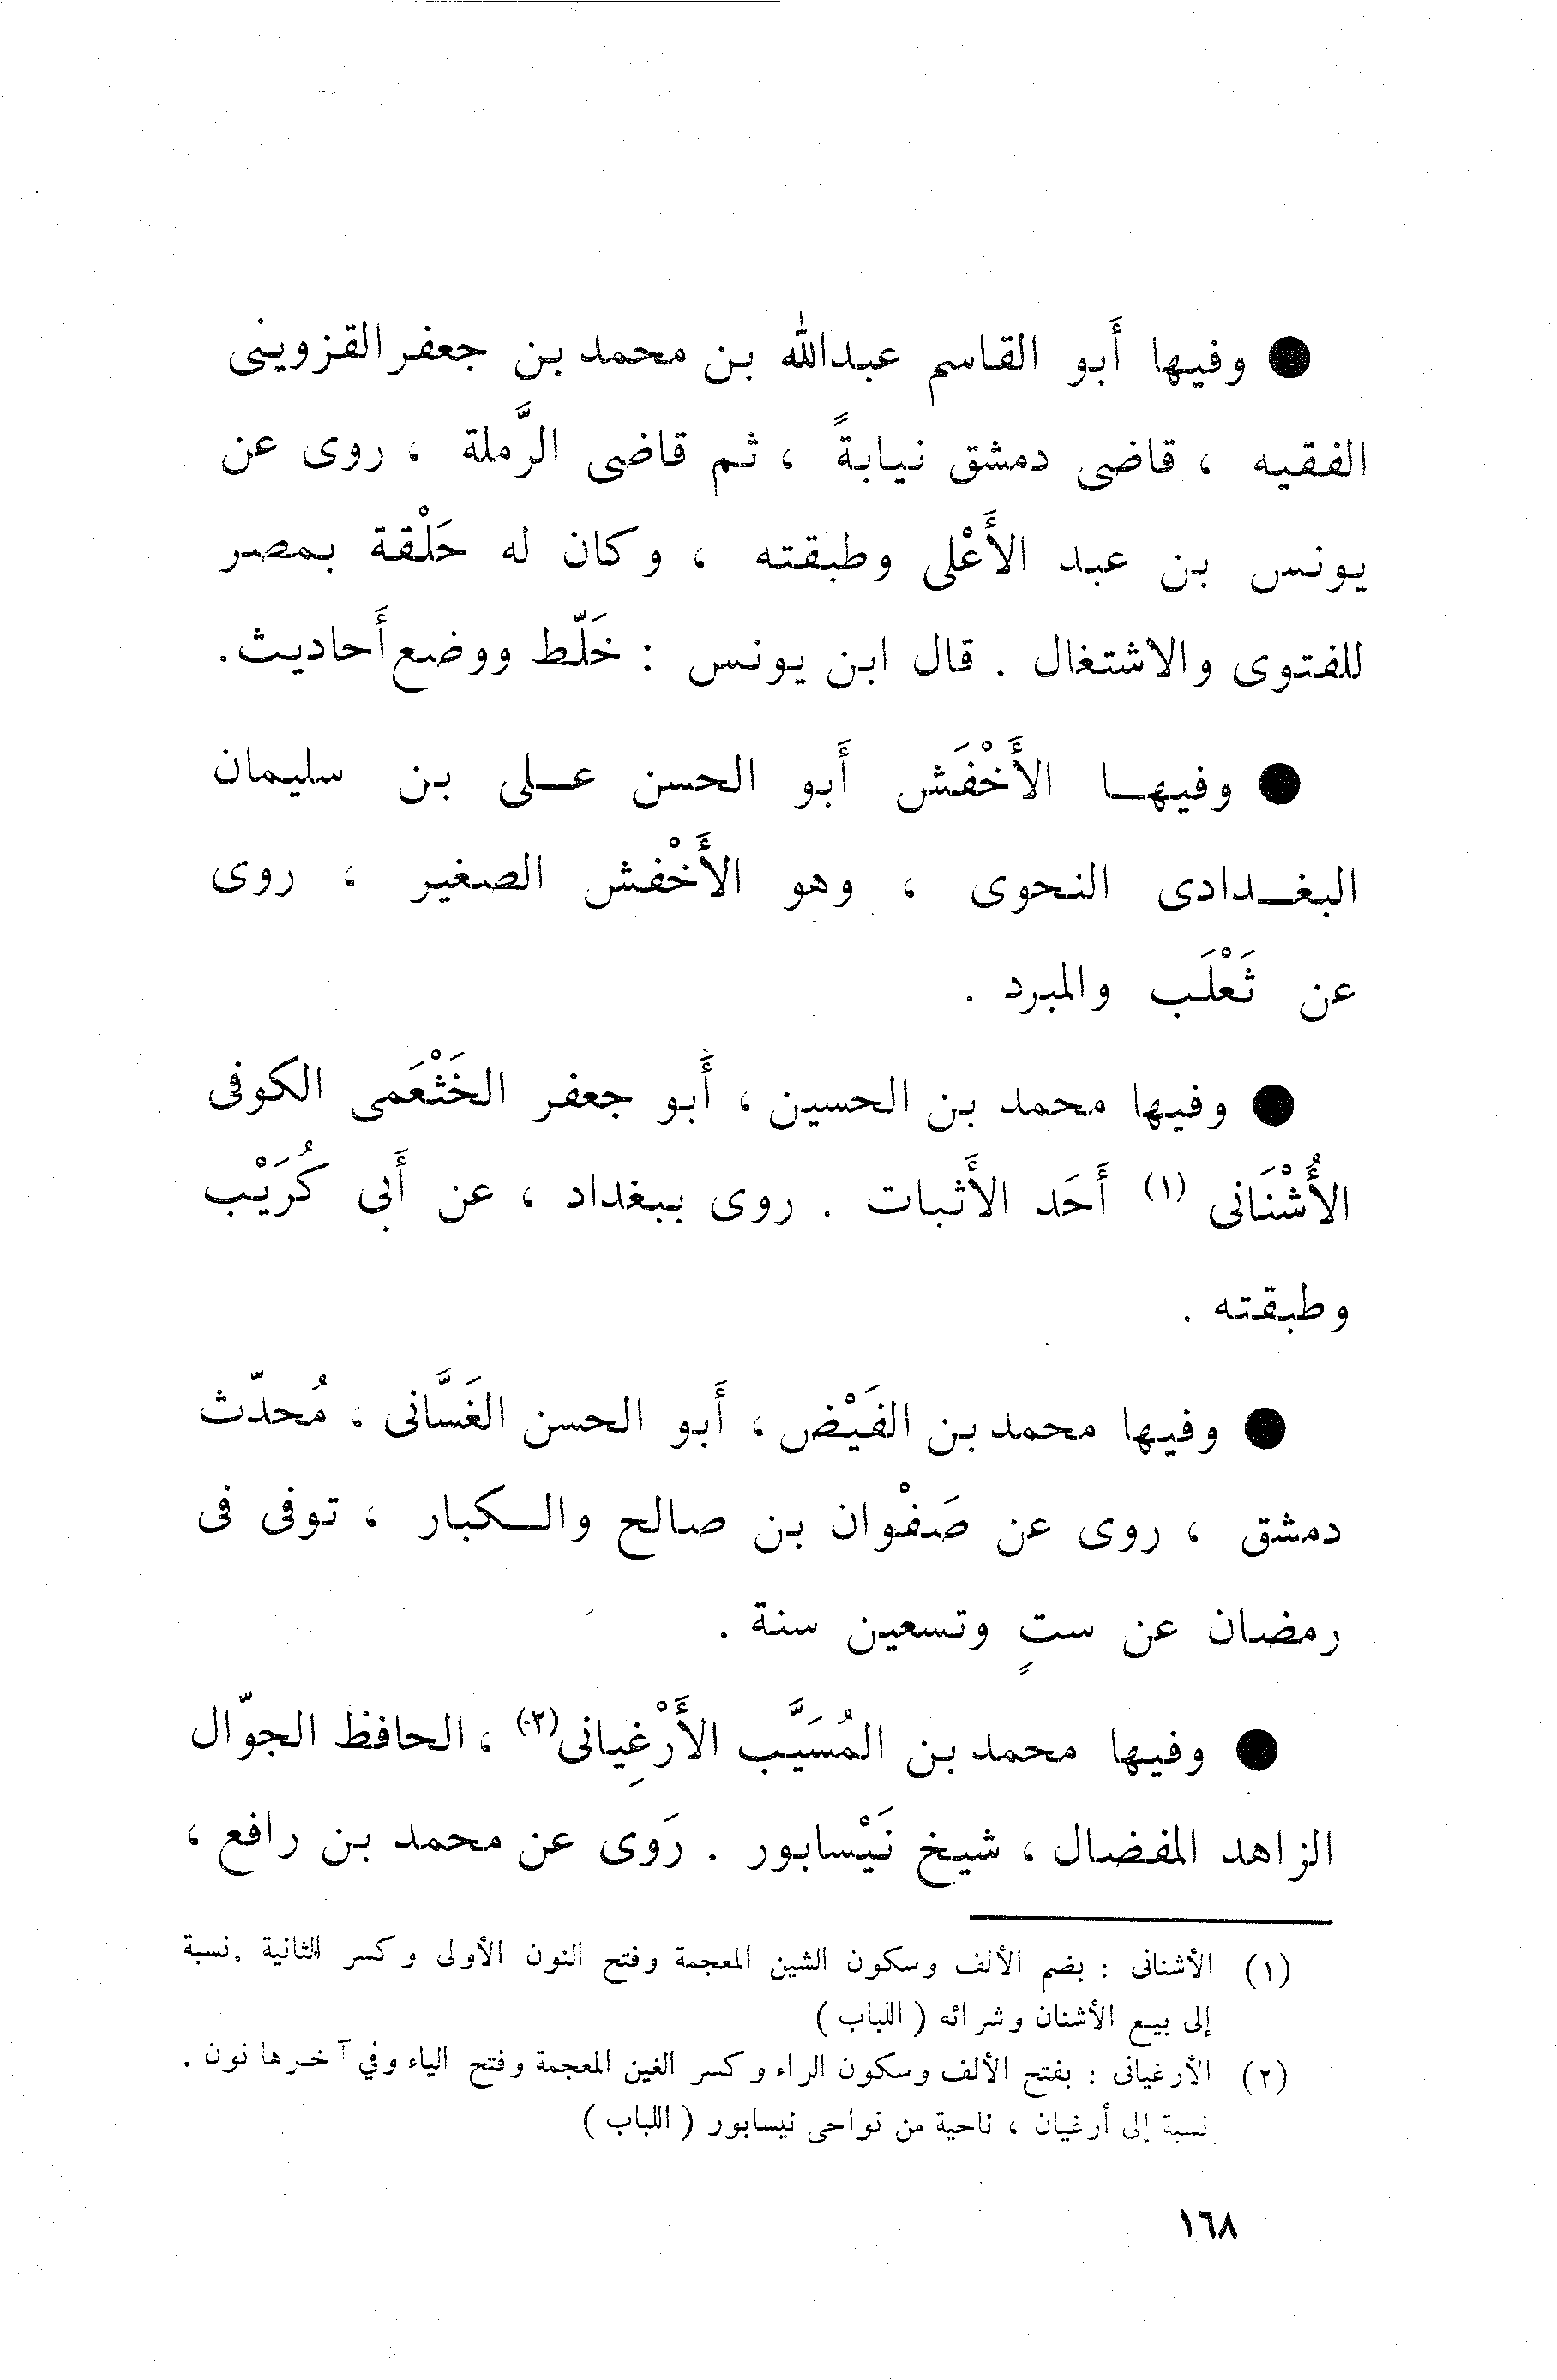 ● وفيها أَبو القاسم عبدالله بن محمد بن جعفر القزوينى
الفقيه ، قاضى دمشق نيابةً ، ثم قاضى الرَّملة ، روى عن
يونس بن عبد الأَعْلى وطبقته ، وكان له حَلْقة بمصر
للفتوى والاشتغال . قال ابن يونس : خَلّط ووضع أَحاديث.
● وفيهـا الأَخْفَش أَبو الحسن عـلى بن سليمان
البغـدادى النحوى ، وهو الأَخْفش الصغير ، روى
عن ثَعْلَب والمبرد .
● وفيها محمد بن الحسين ، أَبو جعفر الخَثْعَمى الكوفى
الأُشْنَانى (١) أَحَد الأَثبات . روى ببغداد ، عن أَبي كُرَيْب
وطبقته .
● وفيها محمد بن الفَيْض ، أَبو الحسن الغَسَّانى ، مُحدّث
دمشق ، روى عن صَفْوان بن صالح والـكبار ، توفى فى
رمضان عن ستٍ وتسعين سنة .
● وفيها محمد بن المُسَيَّب الأَرْغِيانى(٢) ، الحافظ الجوّال
الزاهد المفضال ، شيخ نَيْسابور . رَوى عن محمد بن رافع ،
(١) الأشنانى : بضم الألف وسكون الشين المعجمة وفتح النون الأولى وكسر الثانية . نسبة
إلى بيع الأشنان وشرائه ( اللباب )
(٢) الأرغيانى : بفتح الألف وسكون الراء وكسر الغين المعجمة وفتح الياء وفي آخرها نون .
نسبة إلى أرغيان ، ناحية من نواحى نيسابور ( اللباب )
١٦٨